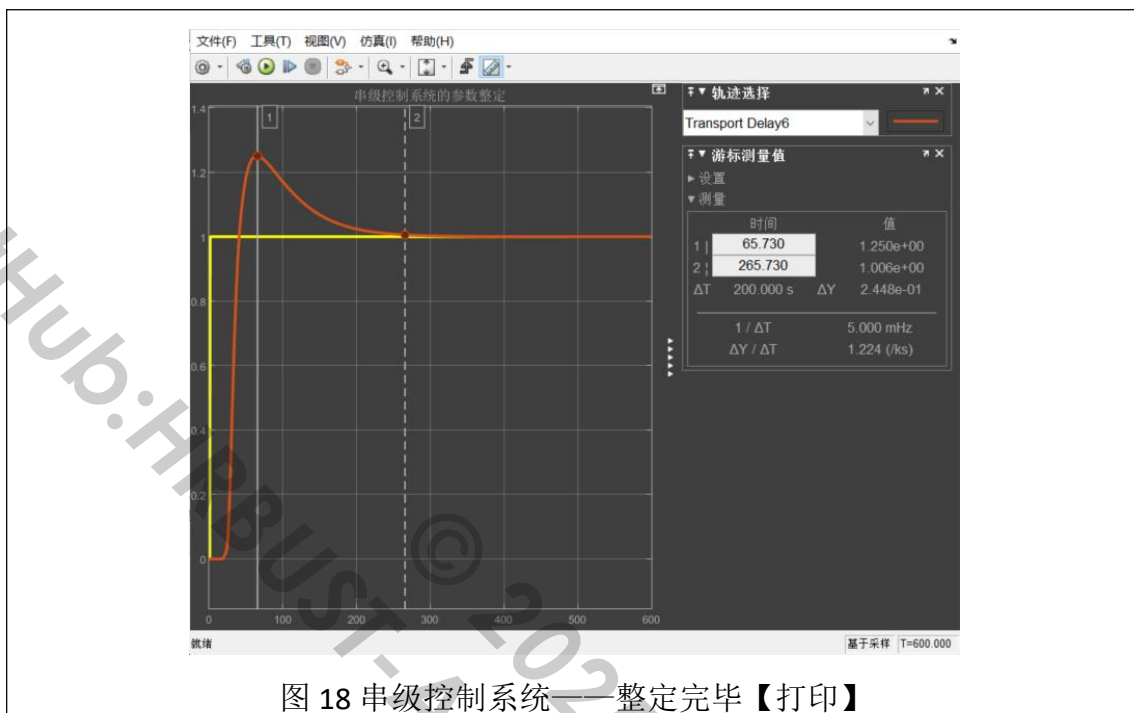 文件(F) 工具(T) 视图(V) 仿真(I) 帮助(H)
串级控制系统的参数整定
1.4
1.2
1
0.8
0.6
0.4
0.2
0
1
2
0 100 200 300 400 500 600
轨迹选择
Transport Delay6
游标测量值
设置
测量
时间 值
1 | 65.730 1.250e+00
2 ¦ 265.730 1.006e+00
ΔT 200.000 s ΔY 2.448e-01
1 / ΔT 5.000 mHz
ΔY / ΔT 1.224 (/ks)
就绪 基于采样 T=600.000
图 18 串级控制系统——整定完毕【打印】
Hub:HRBUST-
© 202